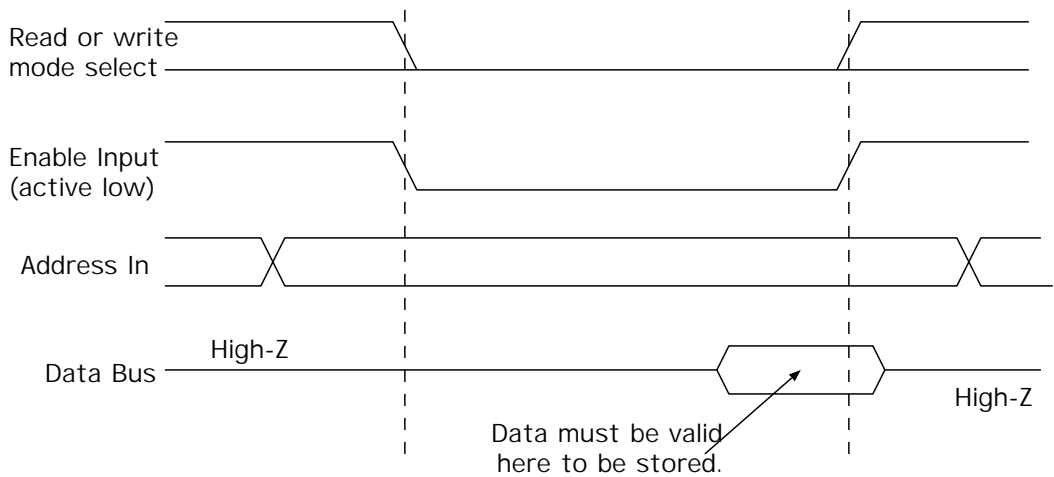 Read or write
mode select
Enable Input
(active low)
Address In
High-Z
Data Bus
High-Z
Data must be valid
here to be stored.